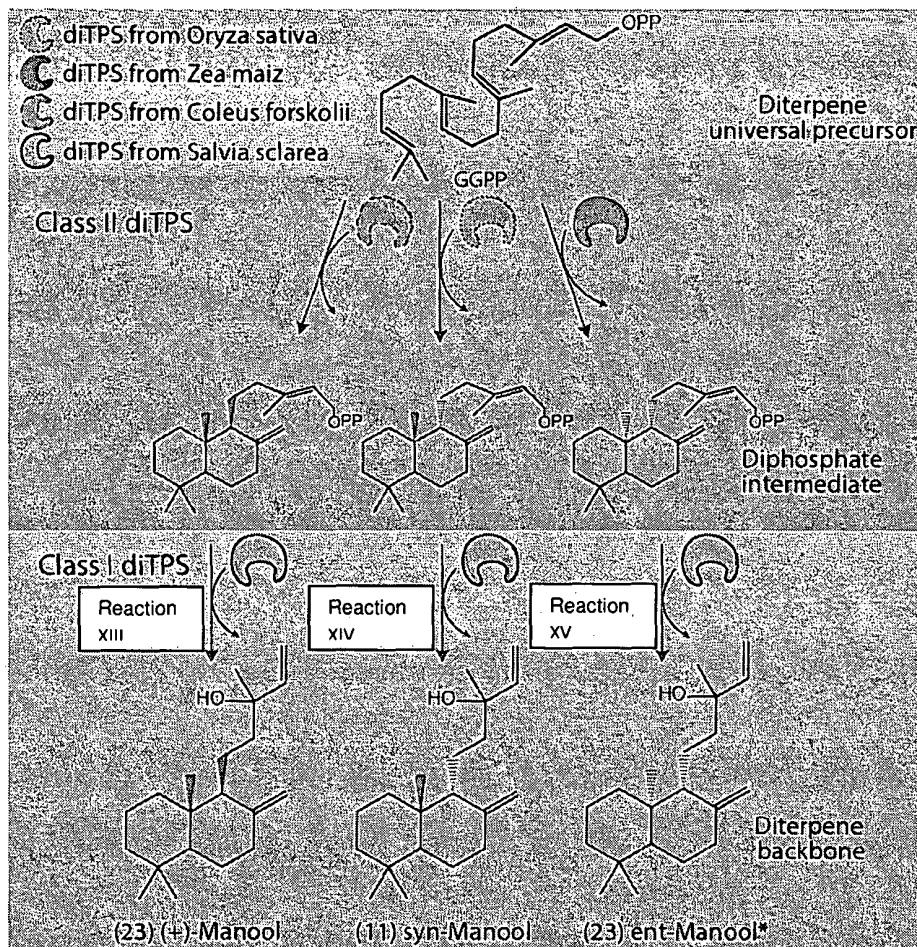 diTPS from Oryza sativa
diTPS from Zea maiz
diTPS from Coleus forskolii
diTPS from Salvia sclarea
OPP
Diterpene
universal precursor
GGPP
Class II diTPS
OPP
OPP
OPP
Diphosphate
intermediate
Class I diTPS
Reaction
XIII
Reaction
XIV
Reaction
XV
HO
HO
HO
Diterpene
backbone
(23) (+)-Manool
(11) syn-Manool
(23) ent-Manool*